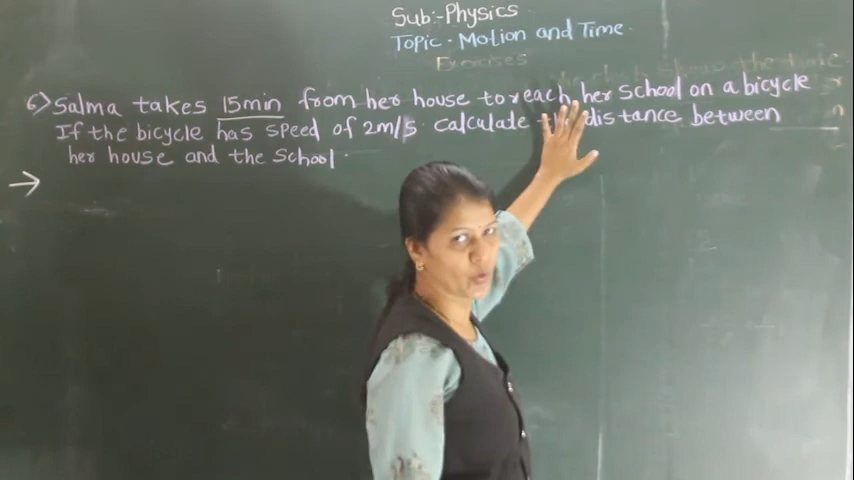 Sub:- Physics
Topic - Motion and Time
Exercises
6) Salma takes 15min from her house to reach her school on a bicycle
If the bicycle has speed of 2m/s calculate distance between
her house and the school.
→